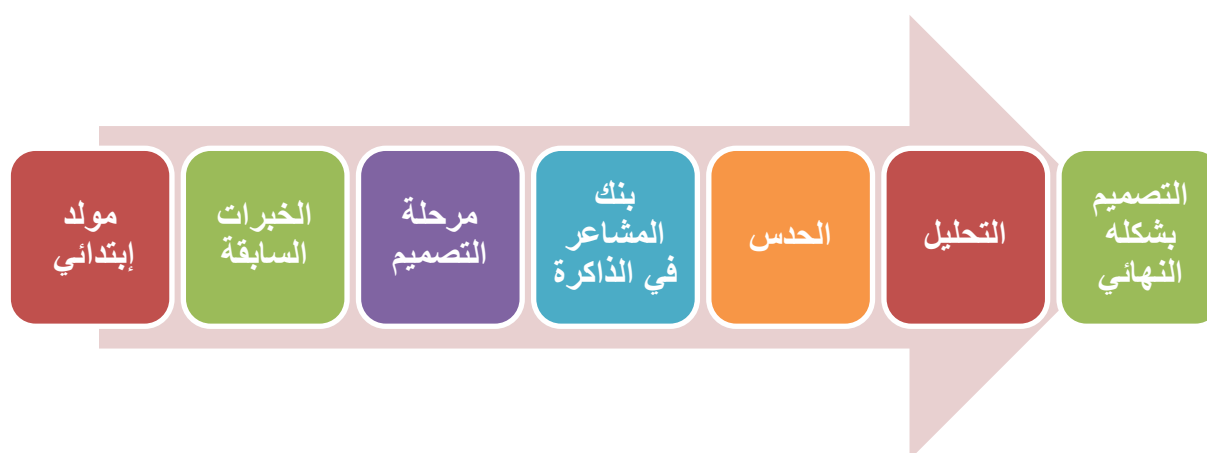 مولد
إبتدائي
الخبرات
السابقة
مرحلة
التصميم
بنك
المشاعر
في الذاكرة
الحدس
التحليل
التصميم
بشكله
النهائي